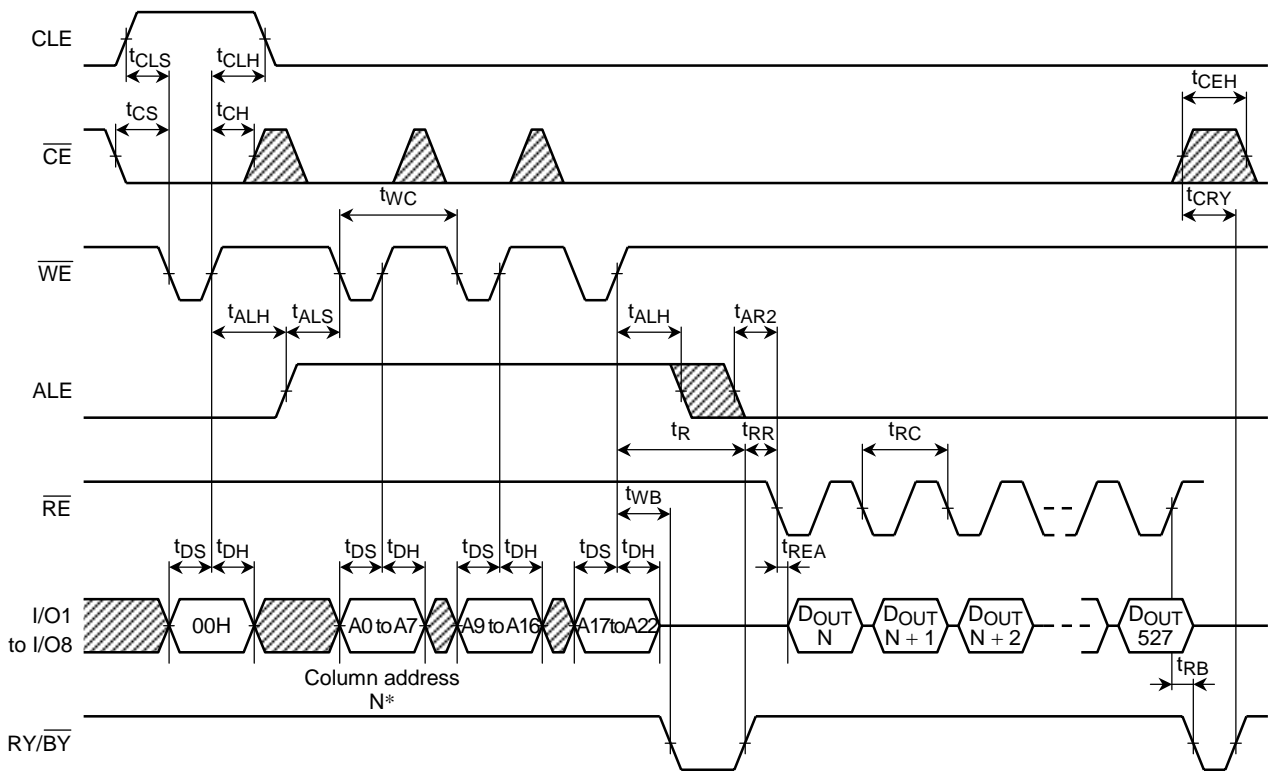 CLE
tCLS
tCLH
tCEH
tCS
tCH
CE
tWC
tCRY
WE
tALH
tALS
tALH
tAR2
ALE
tR
tRR
tRC
RE
tWB
tREA
tDS
tDH
tDS
tDH
tDS
tDH
tDS
tDH
I/O1
to I/O8
00H
A0 to A7
A9 to A16
A17 to A22
DOUT
N
DOUT
N + 1
DOUT
N + 2
DOUT
527
tRB
Column address
N*
RY/BY